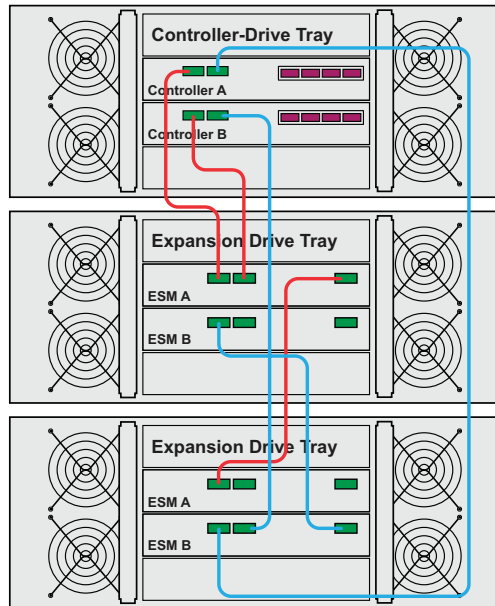 Controller-Drive Tray
Controller A
Controller B
Expansion Drive Tray
ESM A
ESM B
Expansion Drive Tray
ESM A
ESM B